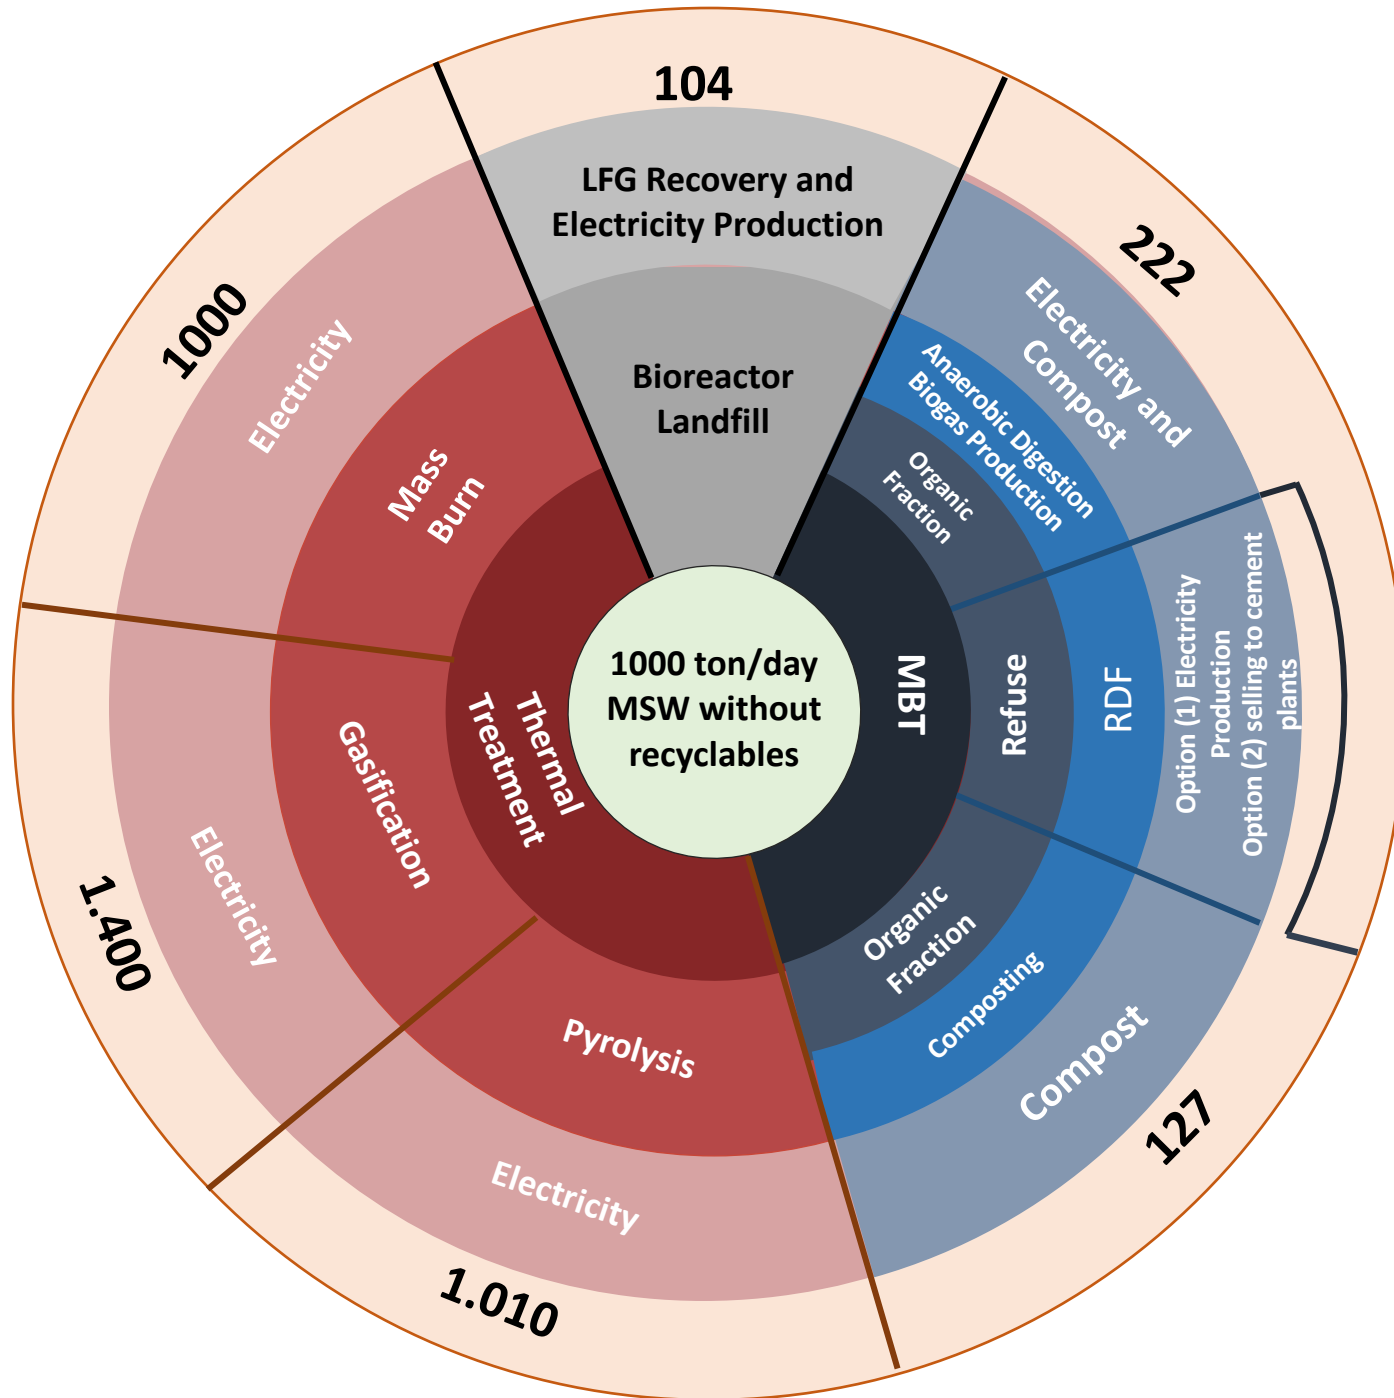 104
LFG Recovery and
Electricity Production
Bioreactor
Landfill
222
Electricity and
Compost
Anaerobic Digestion
Biogas Production
Organic
Fraction
1000 ton/day
MSW without
recyclables
MBT
Refuse
RDF
Option (1) Electricity
Production
Option (2) selling to cement
plants
Organic
Fraction
Composting
Compost
127
Thermal
Treatment
Mass
Burn
Electricity
1000
Gasification
Electricity
1.400
Pyrolysis
Electricity
1.010